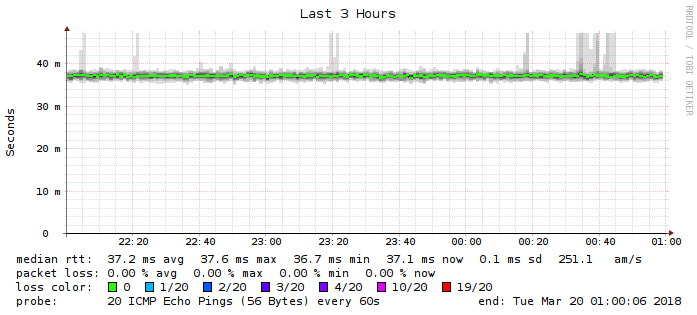 Last 3 Hours
RRDTOOL / TOBI OETIKER
Seconds
40 m
30 m
20 m
10 m
0
22:20 22:40 23:00 23:20 23:40 00:00 00:20 00:40 01:00
median rtt: 37.2 ms avg 37.6 ms max 36.7 ms min 37.1 ms now 0.1 ms sd 251.1 am/s
packet loss: 0.00 % avg 0.00 % max 0.00 % min 0.00 % now
loss color: 0 1/20 2/20 3/20 4/20 10/20 19/20
probe: 20 ICMP Echo Pings (56 Bytes) every 60s end: Tue Mar 20 01:00:06 2018